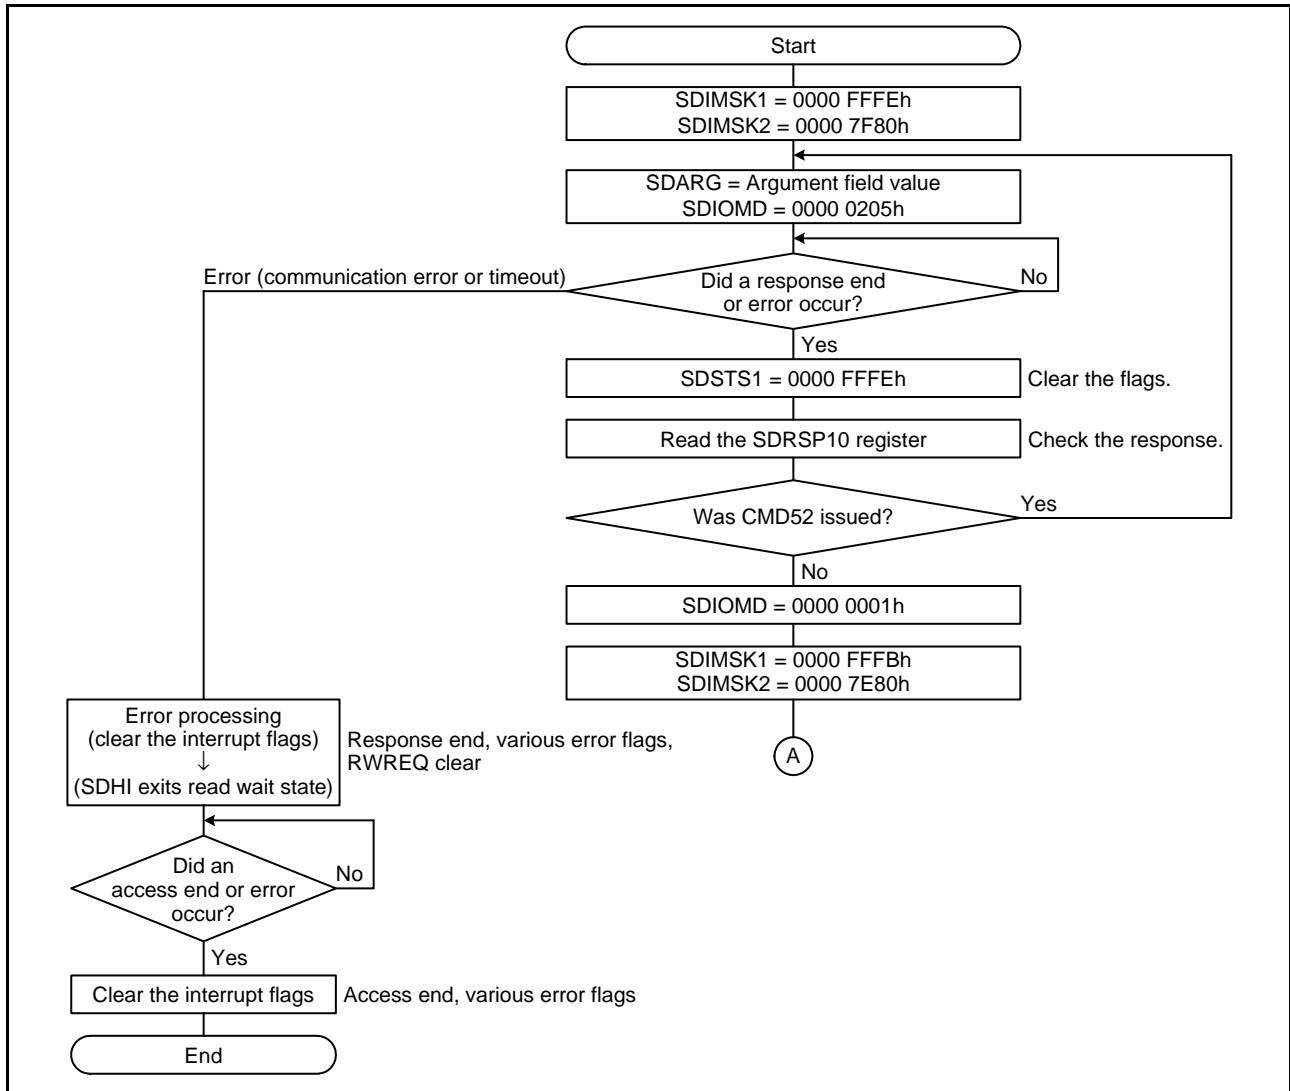 Start
SDIMSK1 = 0000 FFFEh
SDIMSK2 = 0000 7F80h
SDARG = Argument field value
SDIOMD = 0000 0205h
Error (communication error or timeout)
Did a response end
or error occur?
No
Yes
SDSTS1 = 0000 FFFEh
Clear the flags.
Read the SDRSP10 register
Check the response.
Was CMD52 issued?
Yes
No
SDIOMD = 0000 0001h
SDIMSK1 = 0000 FFFBh
SDIMSK2 = 0000 7E80h
A
Error processing
(clear the interrupt flags)
↓
(SDHI exits read wait state)
Response end, various error flags,
RWREQ clear
Did an
access end or error
occur?
No
Yes
Clear the interrupt flags
Access end, various error flags
End